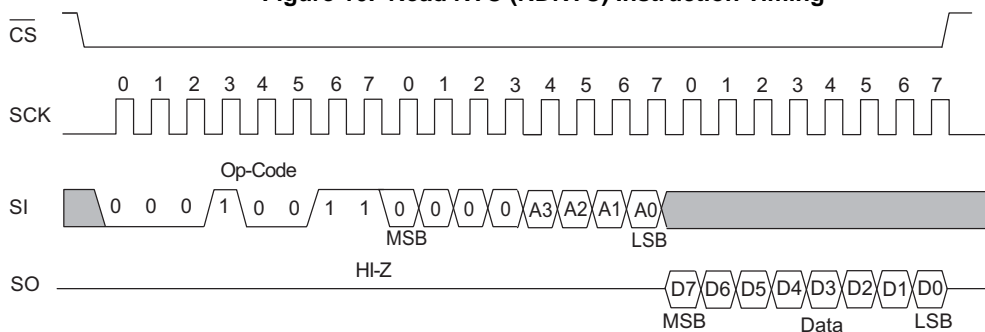 Figure 10. Read RTC (RDRTC) Instruction Timing
CS
0 1 2 3 4 5 6 7 0 1 2 3 4 5 6 7 0 1 2 3 4 5 6 7
SCK
Op-Code
SI 0 0 0 1 0 0 1 1 0 0 0 0 A3 A2 A1 A0
MSB LSB
HI-Z
SO D7 D6 D5 D4 D3 D2 D1 D0
MSB Data LSB